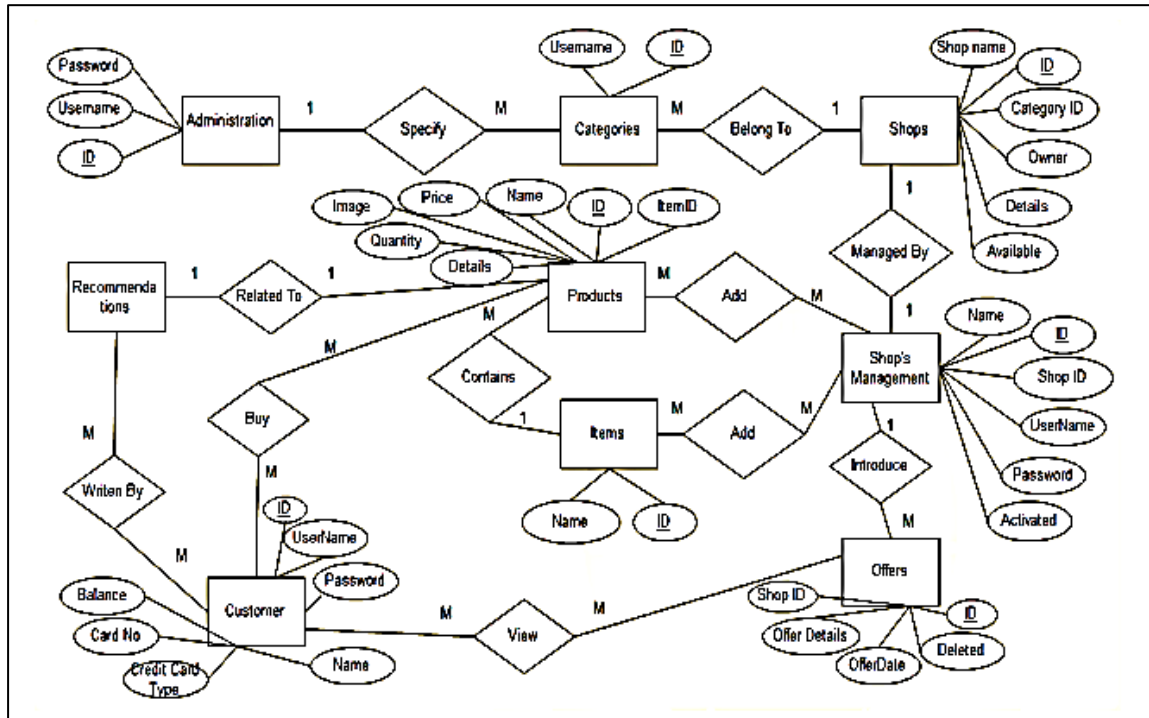 Username
ID
Shop name
Password
ID
Username
Administration
1
Specify
M
Categories
M
Belong To
1
Shops
Category ID
ID
Owner
Image
Price
Name
ID
ItemID
1
Details
Quantity
Managed By
Available
Details
Recommenda
tions
1
Related To
1
Products
M
Add
M
1
Name
ID
M
M
Contains
Shop's
Management
Shop ID
Buy
1
Items
M
Add
M
1
UserName
M
Introduce
Password
Writen By
M
Name
ID
Activated
ID
M
UserName
M
Password
Offers
Balance
Customer
M
View
M
Shop ID
ID
Card No
Offer Details
Deleted
Credit Card
Type
Name
OfferDate